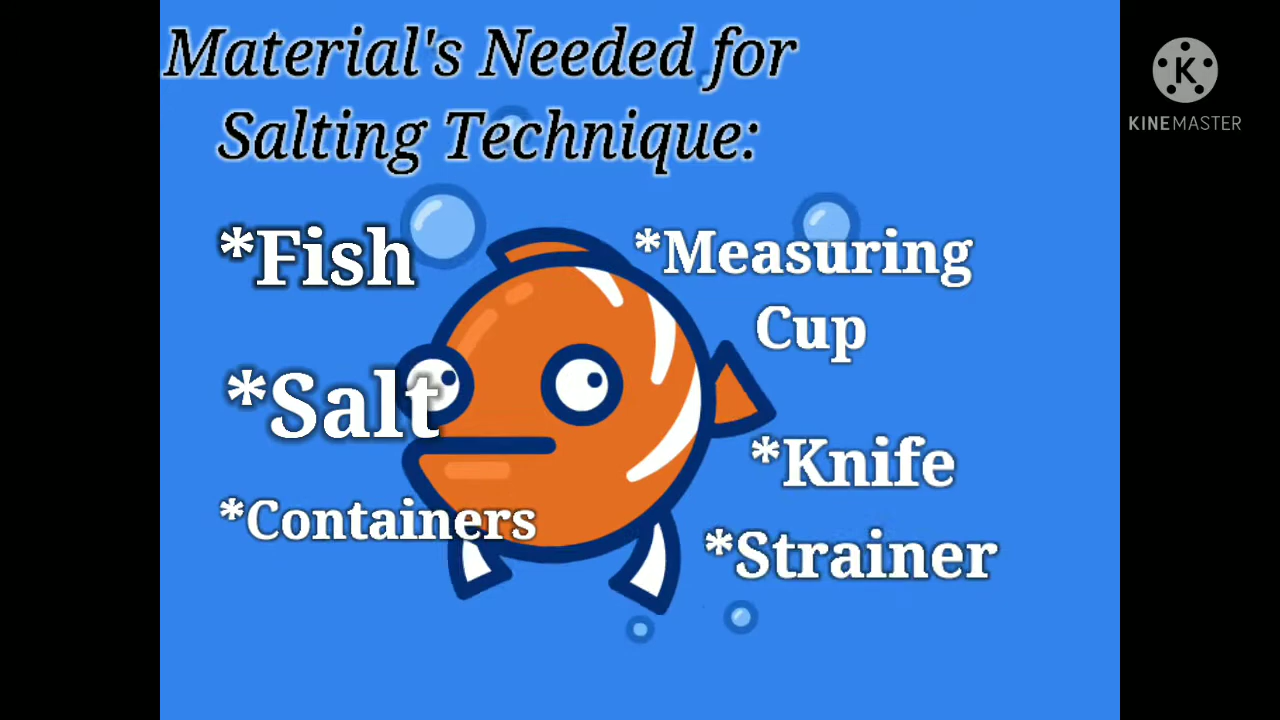 Material's Needed for
Salting Technique:
*Fish
*Salt
*Containers
*Measuring
Cup
*Knife
*Strainer
KINEMASTER